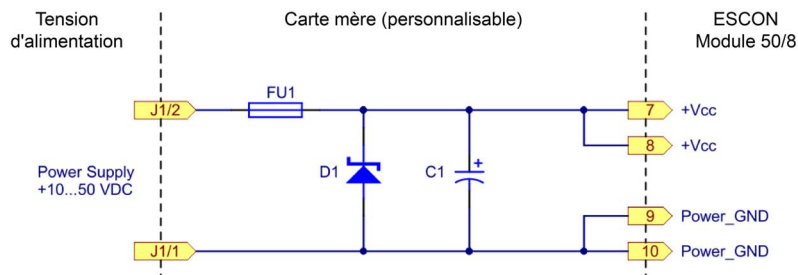 Tension
d'alimentation
Carte mère (personnalisable)
ESCON
Module 50/8
FU1
J1/2
7 +Vcc
8 +Vcc
Power Supply
+10...50 VDC
D1
C1
+
9 Power_GND
J1/1
10 Power_GND